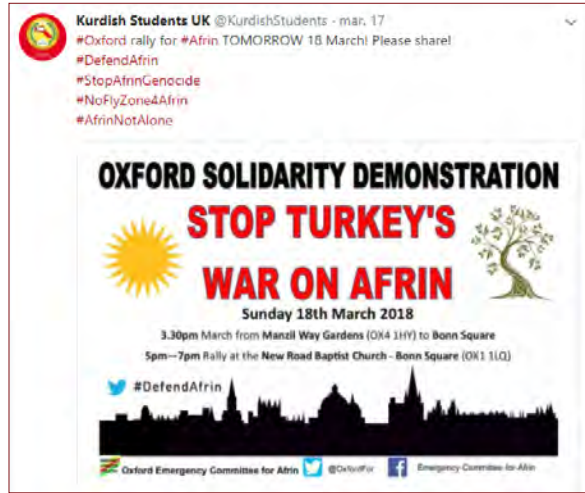 Kurdish Students UK @KurdishStudents · mar. 17
#Oxford rally for #Afrin TOMORROW 18 March! Please share!
#DefendAfrin
#StopAfrinGenocide
#NoFlyZone4Afrin
#AfrinNotAlone
OXFORD SOLIDARITY DEMONSTRATION
STOP TURKEY'S
WAR ON AFRIN
Sunday 18th March 2018
3.30pm March from Manzil Way Gardens (OX4 1HY) to Bonn Square
5pm—7pm Rally at the New Road Baptist Church - Bonn Square (OX1 1LQ)
#DefendAfrin
Oxford Emergency Committee for Afrin @OxfordFor Emergency Committee for Afrin